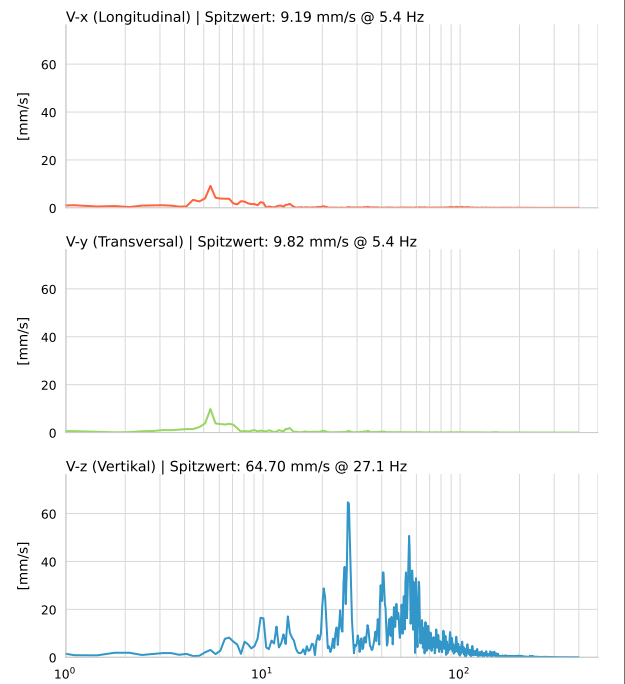 V-x (Longitudinal) | Spitzwert: 9.19 mm/s @ 5.4 Hz
60
40
20
0
[mm/s]
V-y (Transversal) | Spitzwert: 9.82 mm/s @ 5.4 Hz
60
40
20
0
[mm/s]
V-z (Vertikal) | Spitzwert: 64.70 mm/s @ 27.1 Hz
60
40
20
0
[mm/s]
10⁰ 10¹ 10²